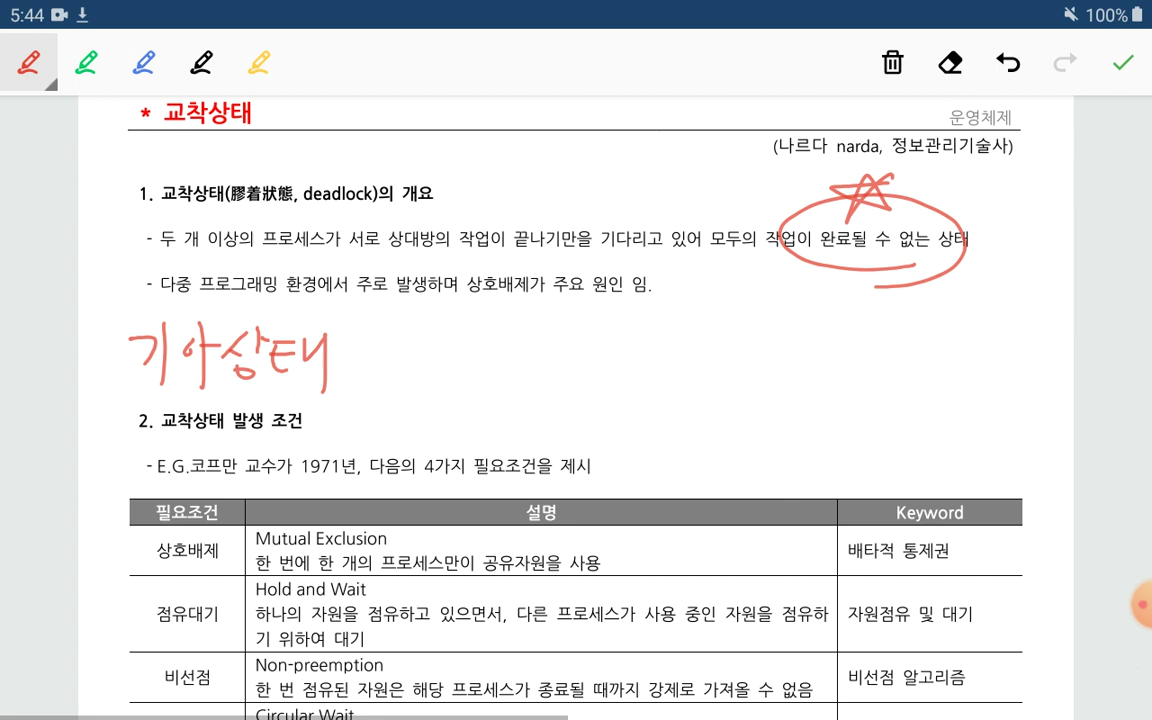 5:44
100%
* 교착상태
운영체제
(나르다 narda, 정보관리기술사)
1. 교착상태(膠着狀態, deadlock)의 개요
- 두 개 이상의 프로세스가 서로 상대방의 작업이 끝나기만을 기다리고 있어 모두의 작업이 완료될 수 없는 상태
- 다중 프로그래밍 환경에서 주로 발생하며 상호배제가 주요 원인 임.
기아상태
2. 교착상태 발생 조건
- E.G.코프만 교수가 1971년, 다음의 4가지 필요조건을 제시
필요조건 설명 Keyword
상호배제
Mutual Exclusion
한 번에 한 개의 프로세스만이 공유자원을 사용
배타적 통제권
점유대기
Hold and Wait
하나의 자원을 점유하고 있으면서, 다른 프로세스가 사용 중인 자원을 점유하
기 위하여 대기
자원점유 및 대기
비선점
Non-preemption
한 번 점유된 자원은 해당 프로세스가 종료될 때까지 강제로 가져올 수 없음
비선점 알고리즘
Circular Wait